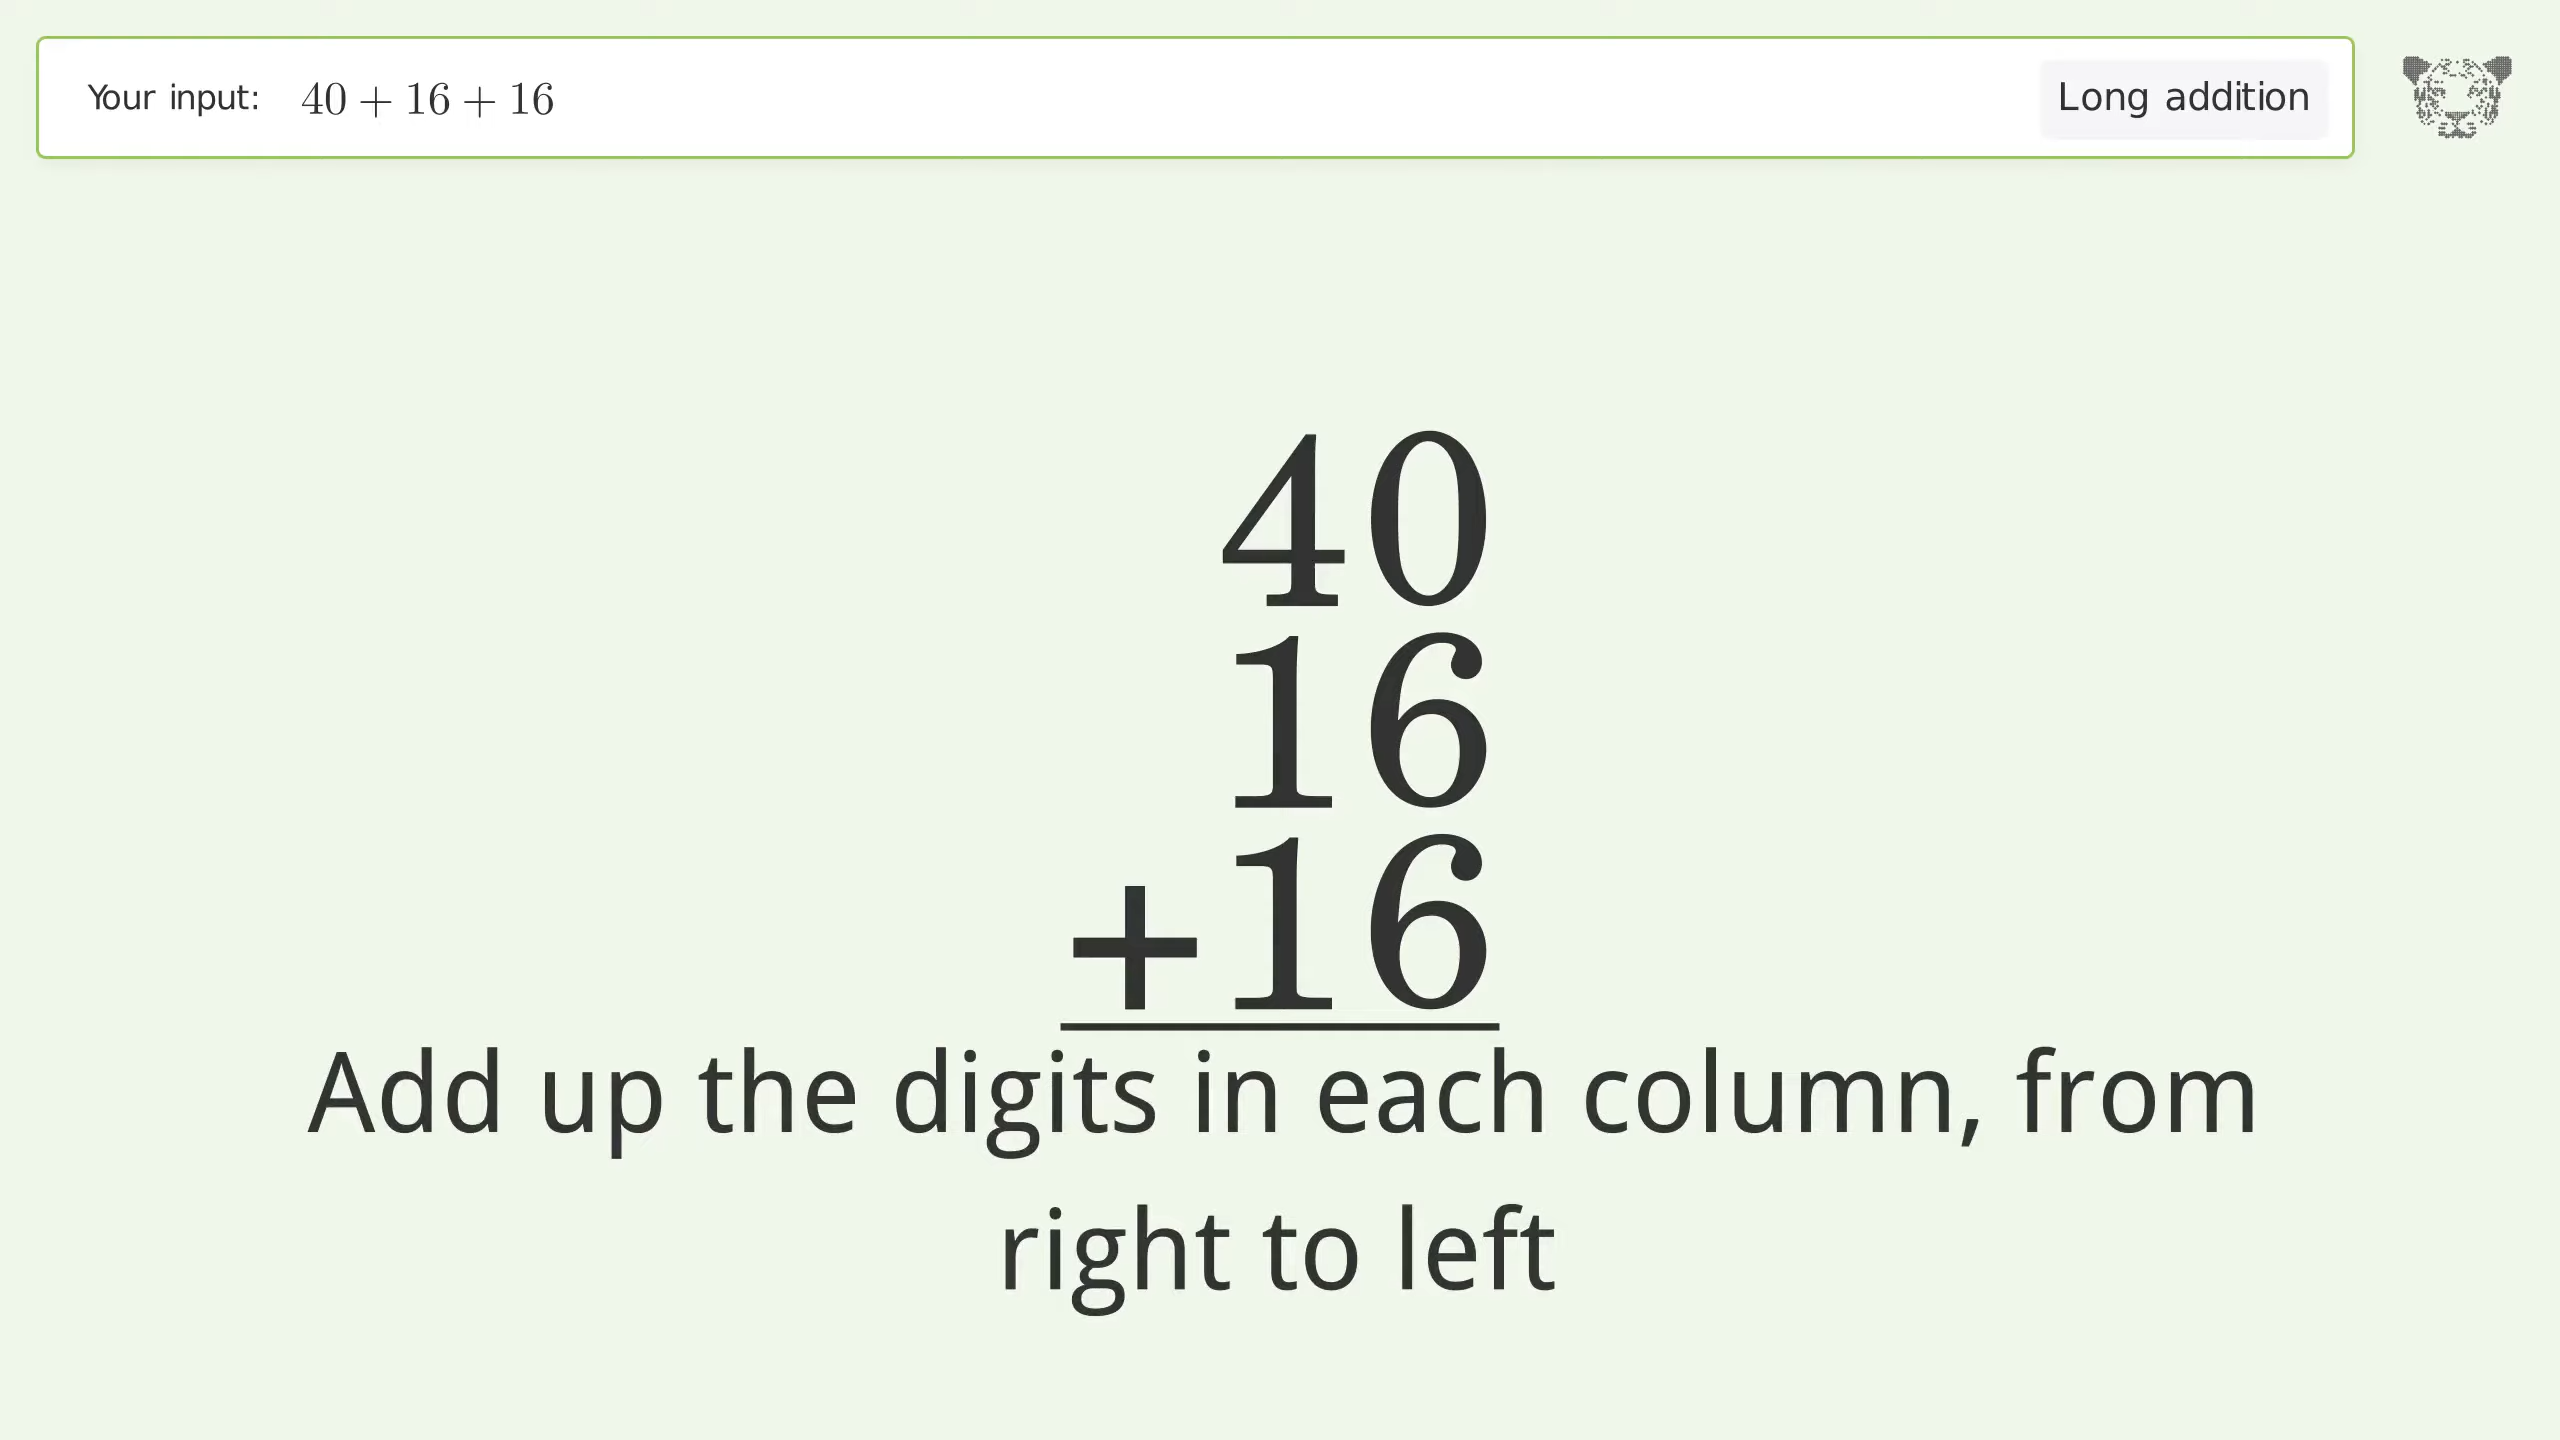 Your input: 40 + 16 + 16
Long addition
40
16
+16
Add up the digits in each column, from
right to left